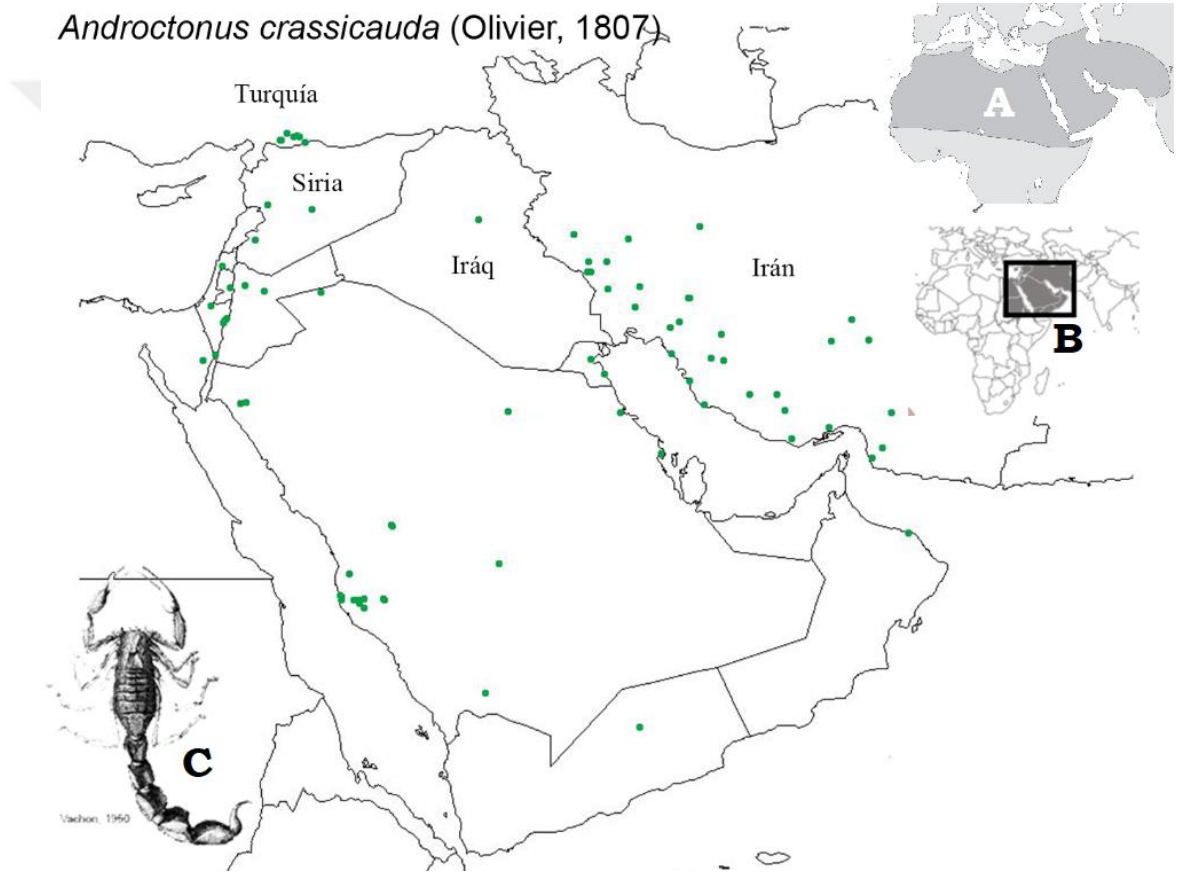 Androctonus crassicauda (Olivier, 1807)
A
Turquía
Siria
Iráq
Irán
B
C
Vachon, 1950